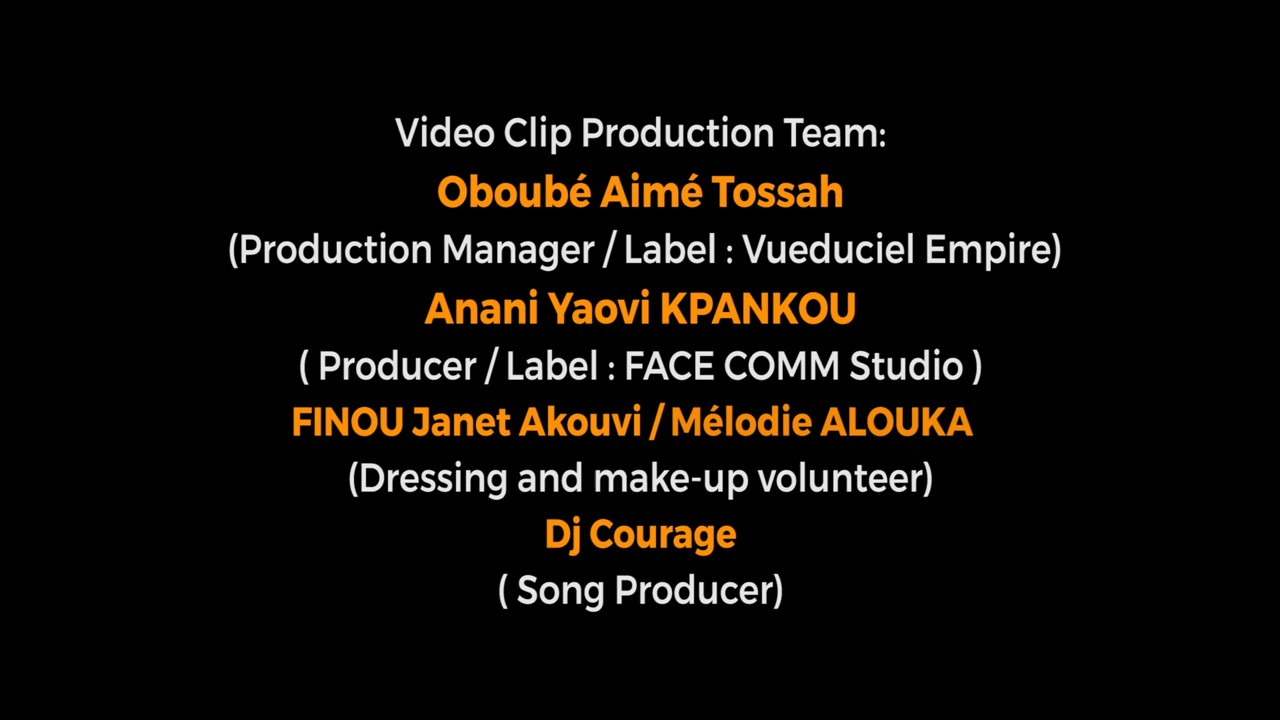 Video Clip Production Team:
Oboubé Aimé Tossah
(Production Manager / Label : Vueduciel Empire)
Anani Yaovi KPANKOU
( Producer / Label : FACE COMM Studio )
FINOU Janet Akouvi / Mélodie ALOUKA
(Dressing and make-up volunteer)
Dj Courage
( Song Producer)